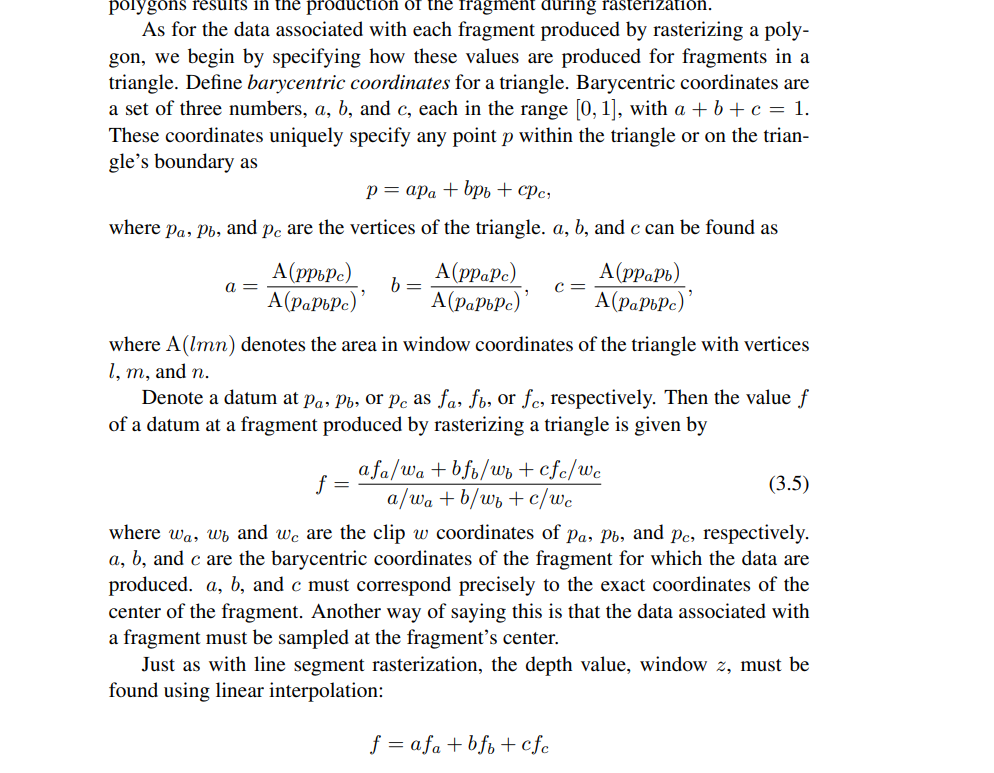 polygons results in the production of the fragment during rasterization.
As for the data associated with each fragment produced by rasterizing a poly-
gon, we begin by specifying how these values are produced for fragments in a
triangle. Define barycentric coordinates for a triangle. Barycentric coordinates are
a set of three numbers, a, b, and c, each in the range [0, 1], with a + b + c = 1.
These coordinates uniquely specify any point p within the triangle or on the trian-
gle's boundary as
p = ap_a + bp_b + cp_c,
where p_a, p_b, and p_c are the vertices of the triangle. a, b, and c can be found as
a = A(pp_bp_c)/A(p_ap_bp_c), b = A(pp_ap_c)/A(p_ap_bp_c), c = A(pp_ap_b)/A(p_ap_bp_c),
where A(lmn) denotes the area in window coordinates of the triangle with vertices
l, m, and n.
Denote a datum at p_a, p_b, or p_c as f_a, f_b, or f_c, respectively. Then the value f
of a datum at a fragment produced by rasterizing a triangle is given by
f = (af_a/w_a + bf_b/w_b + cf_c/w_c)/(a/w_a + b/w_b + c/w_c) (3.5)
where w_a, w_b and w_c are the clip w coordinates of p_a, p_b, and p_c, respectively.
a, b, and c are the barycentric coordinates of the fragment for which the data are
produced. a, b, and c must correspond precisely to the exact coordinates of the
center of the fragment. Another way of saying this is that the data associated with
a fragment must be sampled at the fragment's center.
Just as with line segment rasterization, the depth value, window z, must be
found using linear interpolation:
f = af_a + bf_b + cf_c